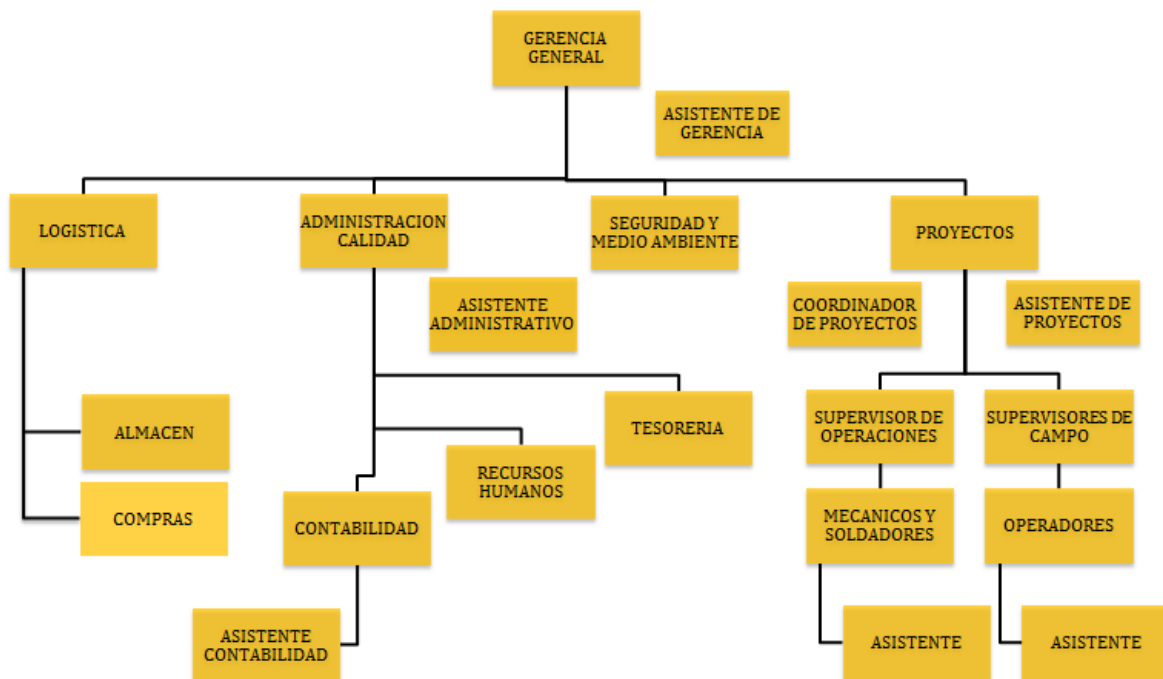 GERENCIA
GENERAL
ASISTENTE DE
GERENCIA
LOGISTICA
ADMINISTRACION
CALIDAD
SEGURIDAD Y
MEDIO AMBIENTE
PROYECTOS
ASISTENTE
ADMINISTRATIVO
COORDINADOR
DE PROYECTOS
ASISTENTE DE
PROYECTOS
ALMACEN
TESORERIA
SUPERVISOR DE
OPERACIONES
SUPERVISORES DE
CAMPO
RECURSOS
HUMANOS
COMPRAS
CONTABILIDAD
MECANICOS Y
SOLDADORES
OPERADORES
ASISTENTE
CONTABILIDAD
ASISTENTE
ASISTENTE